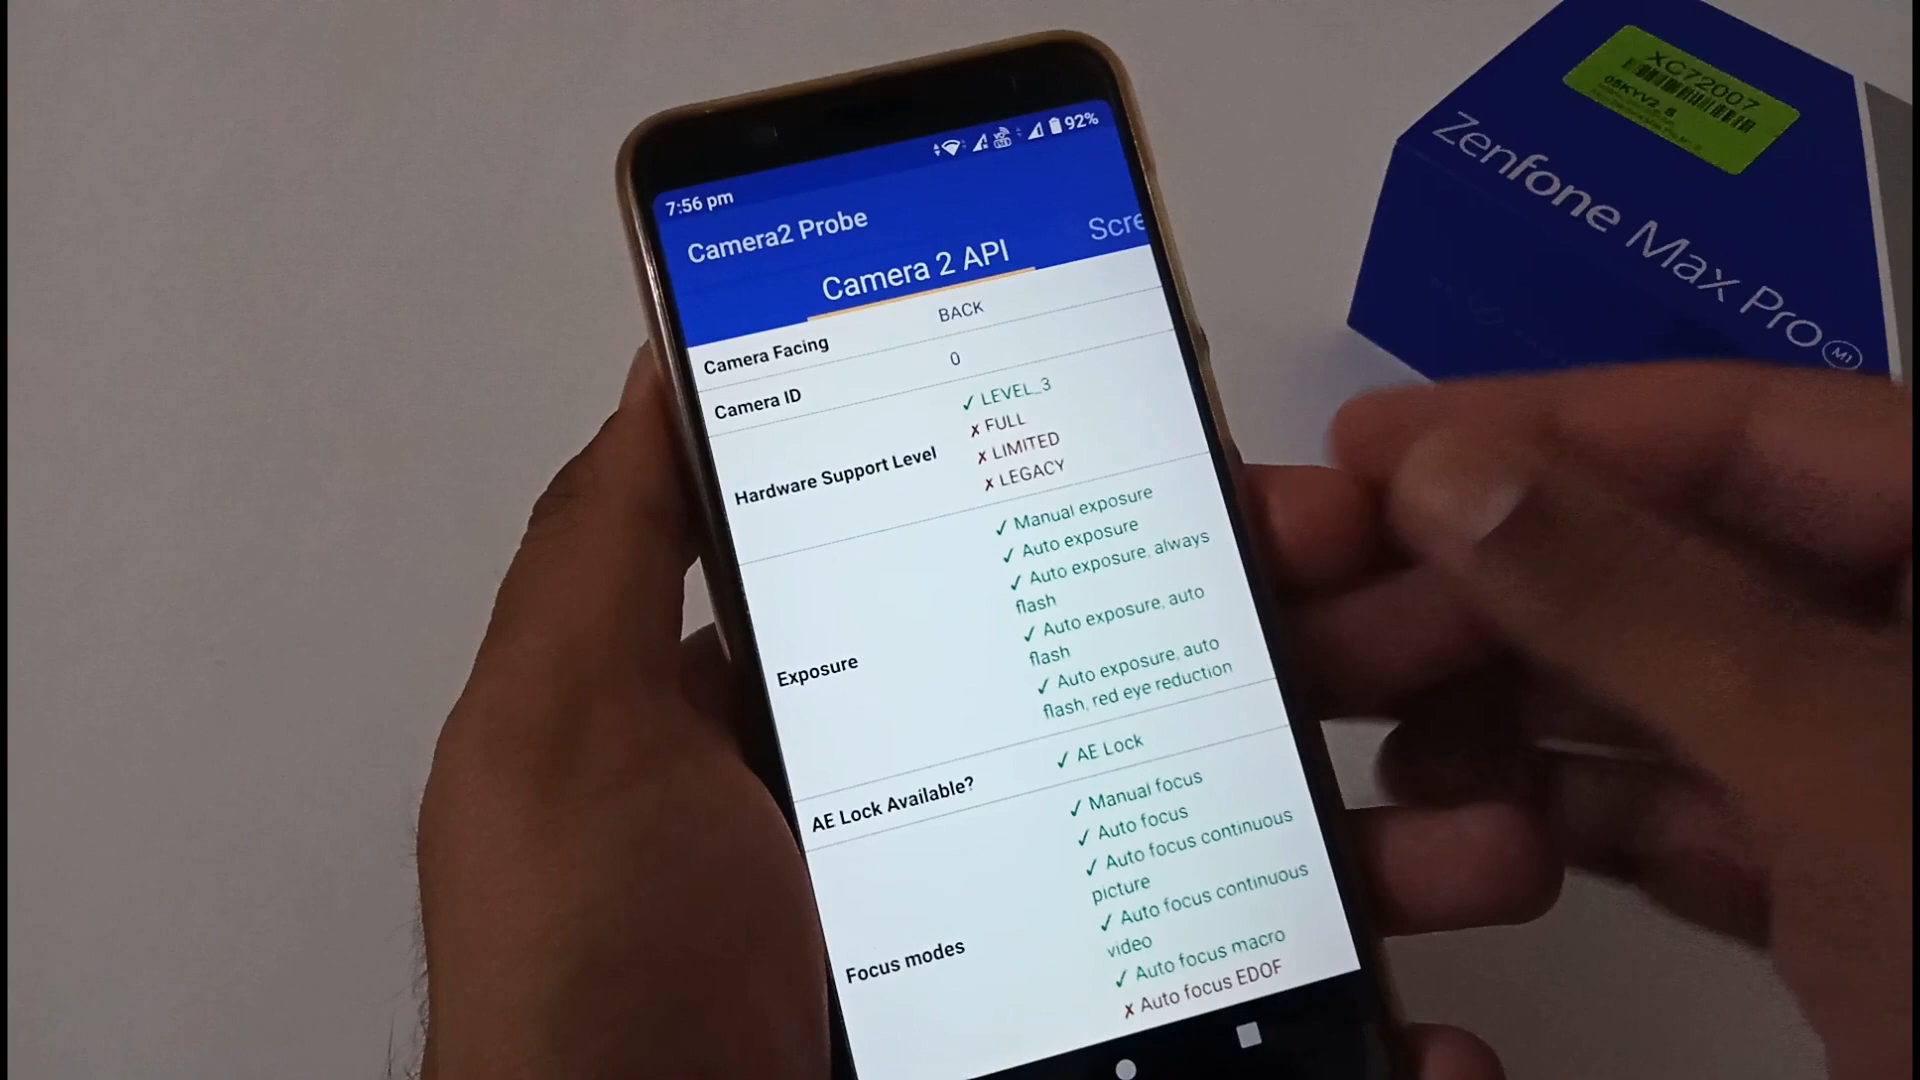 XC72007
Zenfone Max Pro M1
92%
7:56 pm
Camera2 Probe
Camera 2 API
Scre
Camera Facing
BACK
Camera ID
0
Hardware Support Level
✓ LEVEL_3
✗ FULL
✗ LIMITED
✗ LEGACY
Exposure
✓ Manual exposure
✓ Auto exposure
✓ Auto exposure, always
flash
✓ Auto exposure, auto
flash
✓ Auto exposure, auto
flash, red eye reduction
AE Lock Available?
✓ AE Lock
Focus modes
✓ Manual focus
✓ Auto focus
✓ Auto focus continuous
picture
✓ Auto focus continuous
video
✓ Auto focus macro
✗ Auto focus EDOF